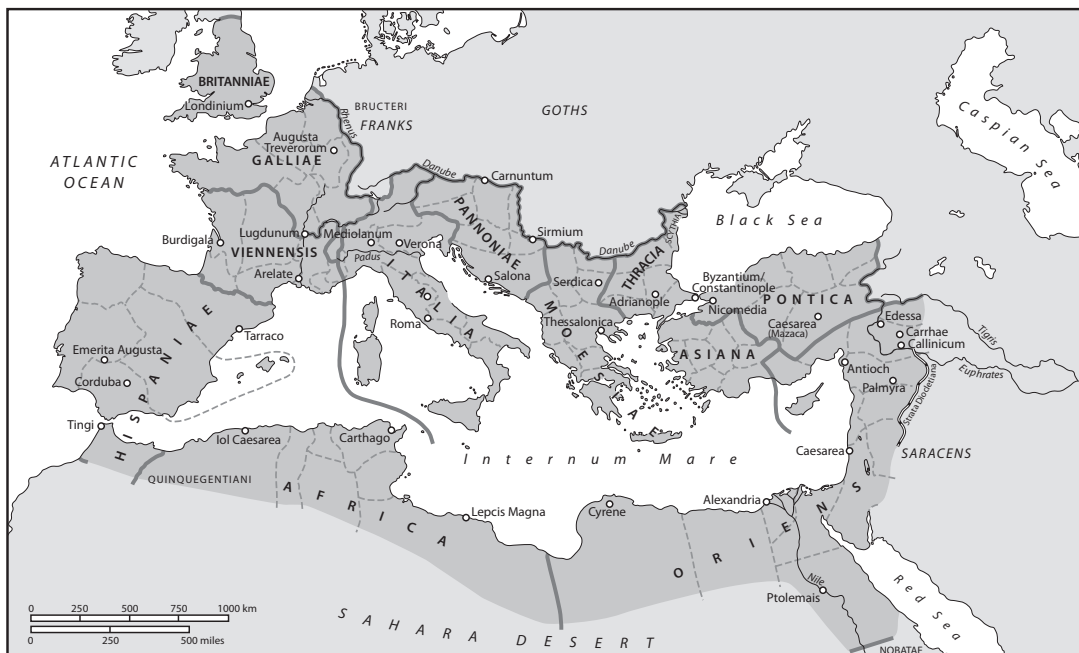 BRITANNIAE
Londinium
BRUCTERI
FRANKS
Rhenus
GOTHS
Caspian Sea
ATLANTIC
OCEAN
Augusta
Treverorum
GALLIAE
Danube
Carnuntum
PANNONIAE
Black Sea
SCYTHIA
Burdigala
Lugdunum
VIENNENSIS
Mediolanum
Verona
Padus
Sirmium
Danube
THRACIA
Arelate
ITALIA
Salona
Serdica
Byzantium/
Constantinople
Adrianople
Nicomedia
PONTICA
Caesarea
(Mazaca)
Edessa
Carrhae
Callinicum
Tigris
Euphrates
Roma
MOESIAE
Thessalonica
ASIANA
Antioch
Palmyra
Strata Diocletiana
Tarraco
Emerita Augusta
Corduba
HISPANIAE
Tingi
Iol Caesarea
Carthago
Internum Mare
Caesarea
SARACENS
QUINQUEGENTIANI
AFRICA
Lepcis Magna
Cyrene
Alexandria
ORIENS
Nile
Ptolemais
Red Sea
NOBATAE
SAHARA DESERT
0 250 500 750 1000 km
0 250 500 miles